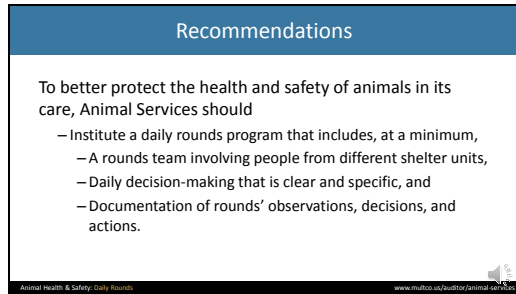 Recommendations
To better protect the health and safety of animals in its
care, Animal Services should
– Institute a daily rounds program that includes, at a minimum,
– A rounds team involving people from different shelter units,
– Daily decision-making that is clear and specific, and
– Documentation of rounds’ observations, decisions, and
actions.
Animal Health & Safety: Daily Rounds
www.multco.us/auditor/animal-services